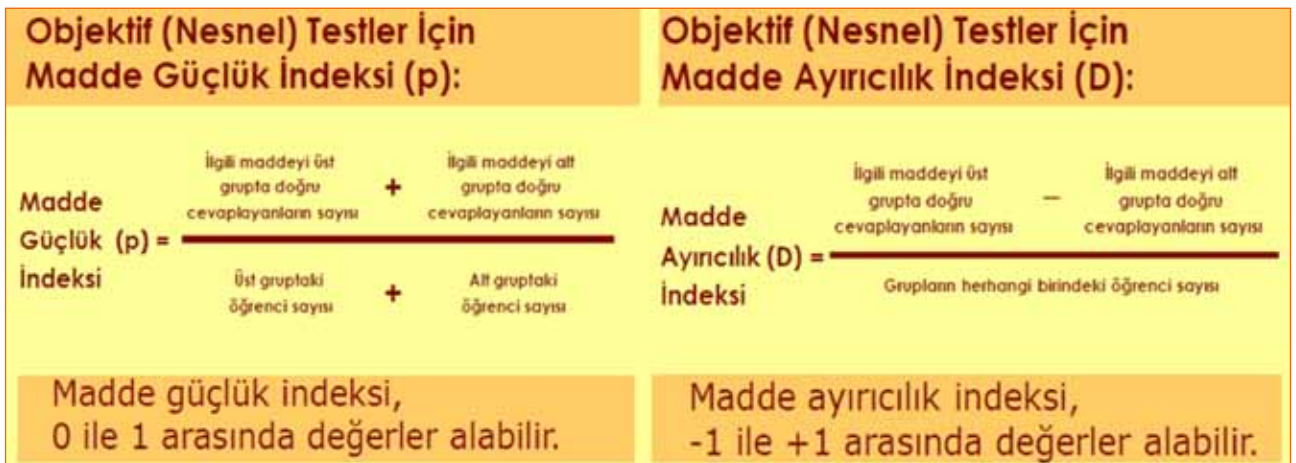 Objektif (Nesnel) Testler İçin
Madde Güçlük İndeksi (p):
İlgili maddeyi üst
grupta doğru
cevaplayanların sayısı
+
İlgili maddeyi alt
grupta doğru
cevaplayanların sayısı
Madde
Güçlük (p) =
İndeksi
Üst gruptaki
öğrenci sayısı
+
Alt gruptaki
öğrenci sayısı
Madde güçlük indeksi,
0 ile 1 arasında değerler alabilir.
Objektif (Nesnel) Testler İçin
Madde Ayırıcılık İndeksi (D):
İlgili maddeyi üst
grupta doğru
cevaplayanların sayısı
–
İlgili maddeyi alt
grupta doğru
cevaplayanların sayısı
Madde
Ayırıcılık (D) =
İndeksi
Grupların herhangi birindeki öğrenci sayısı
Madde ayırıcılık indeksi,
-1 ile +1 arasında değerler alabilir.